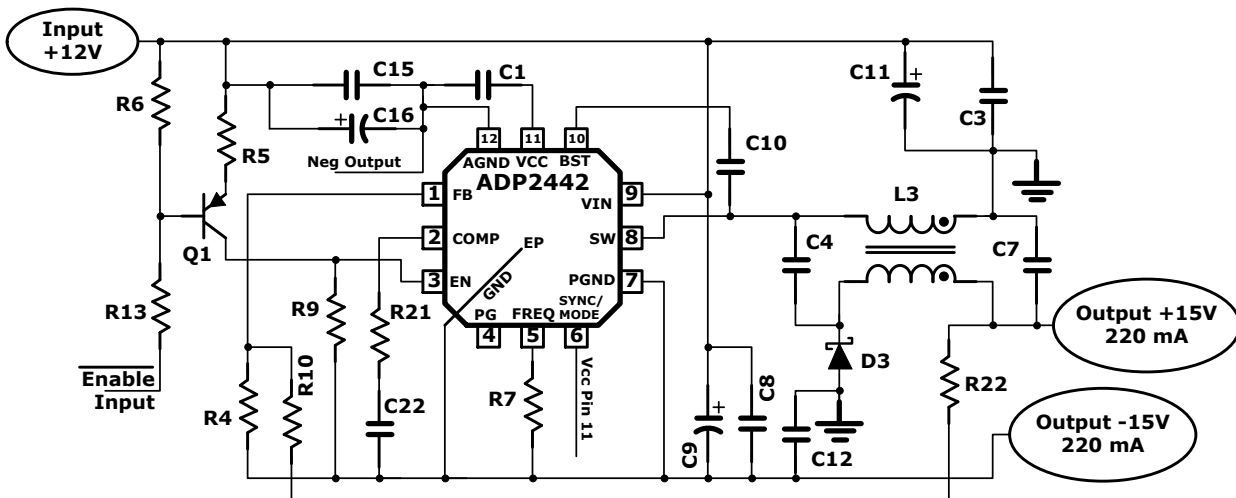 Input
+12V
C15
C1
C11
+
C3
R6
R5
+
C16
C10
Neg Output
12
11
10
AGND
VCC
BST
ADP2442
1
FB
9
VIN
L3
Q1
2
COMP
EP
SW
8
C4
C7
3
EN
GND
PGND
7
R13
R9
R21
PG
FREQ
SYNC/
MODE
4
5
6
Output +15V
220 mA
Enable
Input
R10
R4
C22
R7
Vcc Pin 11
C9
+
C8
D3
R22
C12
Output -15V
220 mA